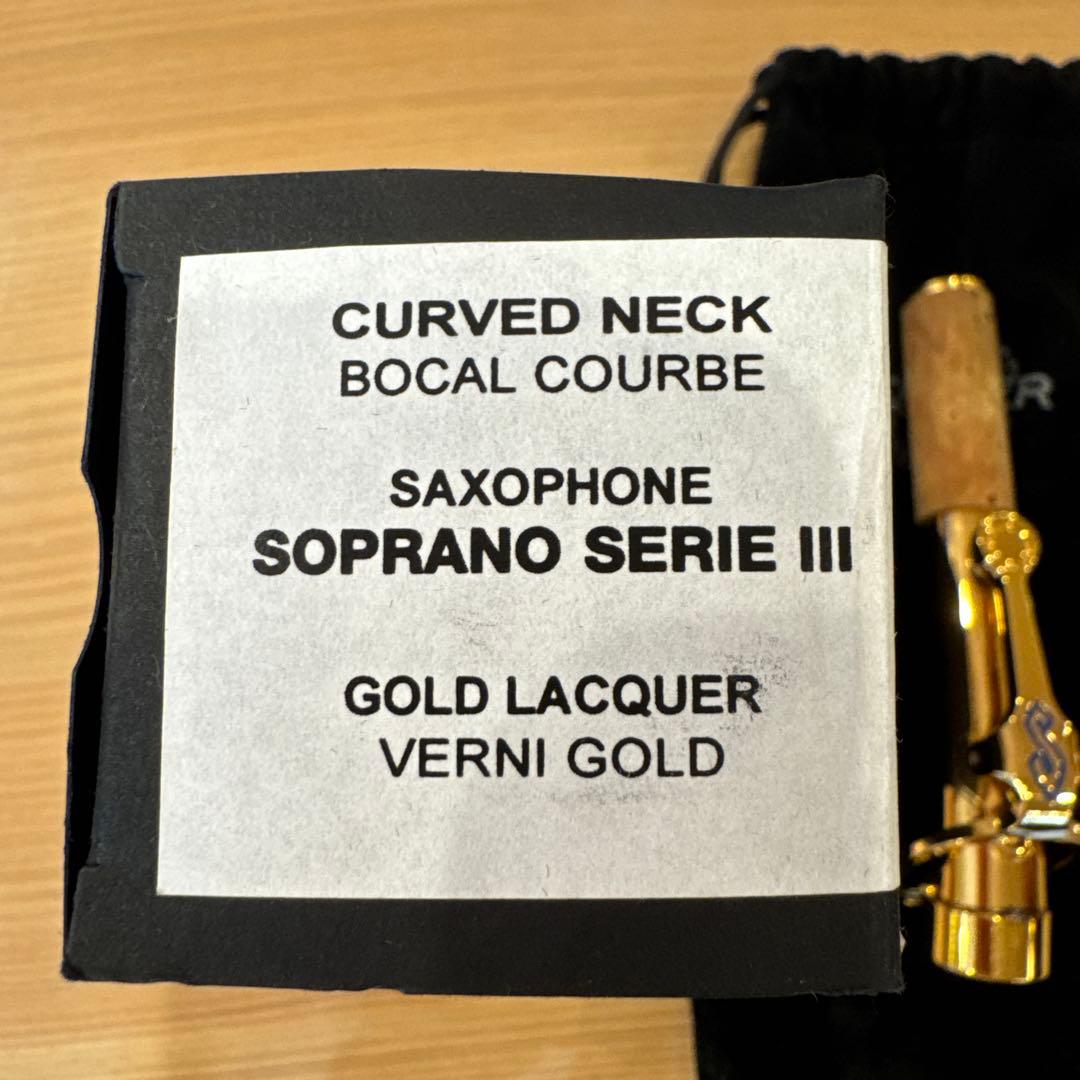 CURVED NECK
BOCAL COURBE
SAXOPHONE
SOPRANO SERIE III
GOLD LACQUER
VERNI GOLD
S